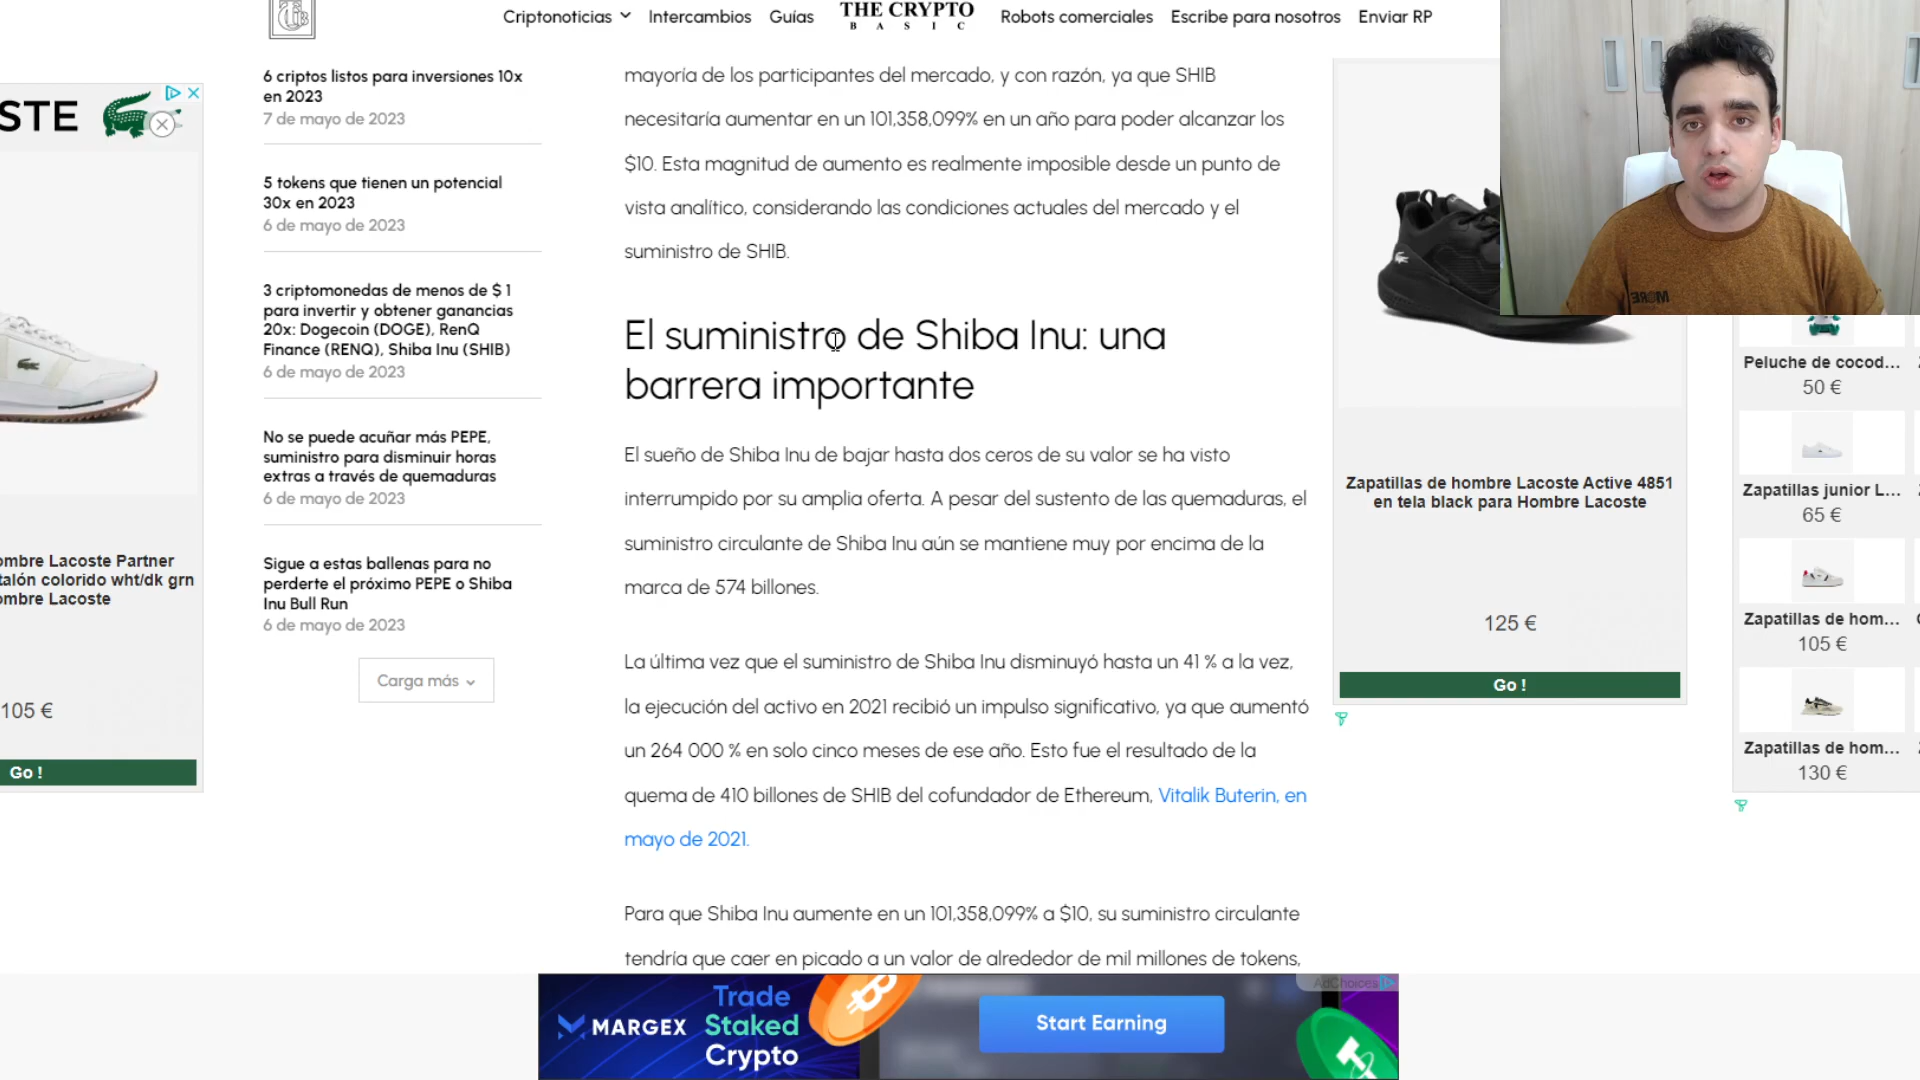 Criptonoticias
Intercambios
Guías
THE CRYPTO
BASIC
Robots comerciales
Escribe para nosotros
Enviar RP
STE
ombre Lacoste Partner
talón colorido wht/dk grn
ombre Lacoste
105 €
Go !
6 criptos listos para inversiones 10x
en 2023
7 de mayo de 2023
5 tokens que tienen un potencial
30x en 2023
6 de mayo de 2023
3 criptomonedas de menos de $ 1
para invertir y obtener ganancias
20x: Dogecoin (DOGE), RenQ
Finance (RENQ), Shiba Inu (SHIB)
6 de mayo de 2023
No se puede acuñar más PEPE,
suministro para disminuir horas
extras a través de quemaduras
6 de mayo de 2023
Sigue a estas ballenas para no
perderte el próximo PEPE o Shiba
Inu Bull Run
6 de mayo de 2023
Carga más
mayoría de los participantes del mercado, y con razón, ya que SHIB
necesitaría aumentar en un 101,358,099% en un año para poder alcanzar los
$10. Esta magnitud de aumento es realmente imposible desde un punto de
vista analítico, considerando las condiciones actuales del mercado y el
suministro de SHIB.
El suministro de Shiba Inu: una
barrera importante
El sueño de Shiba Inu de bajar hasta dos ceros de su valor se ha visto
interrumpido por su amplia oferta. A pesar del sustento de las quemaduras, el
suministro circulante de Shiba Inu aún se mantiene muy por encima de la
marca de 574 billones.
La última vez que el suministro de Shiba Inu disminuyó hasta un 41 % a la vez,
la ejecución del activo en 2021 recibió un impulso significativo, ya que aumentó
un 264 000 % en solo cinco meses de ese año. Esto fue el resultado de la
quema de 410 billones de SHIB del cofundador de Ethereum, Vitalik Buterin, en
mayo de 2021.
Para que Shiba Inu aumente en un 101,358,099% a $10, su suministro circulante
tendría que caer en picado a un valor de alrededor de mil millones de tokens,
Zapatillas de hombre Lacoste Active 4851
en tela black para Hombre Lacoste
125 €
Go !
MORE
Peluche de cocod...
50 €
Zapatillas junior L...
65 €
Zapatillas de hom...
105 €
Zapatillas de hom...
130 €
MARGEX
Trade
Staked
Crypto
Start Earning
AdChoices